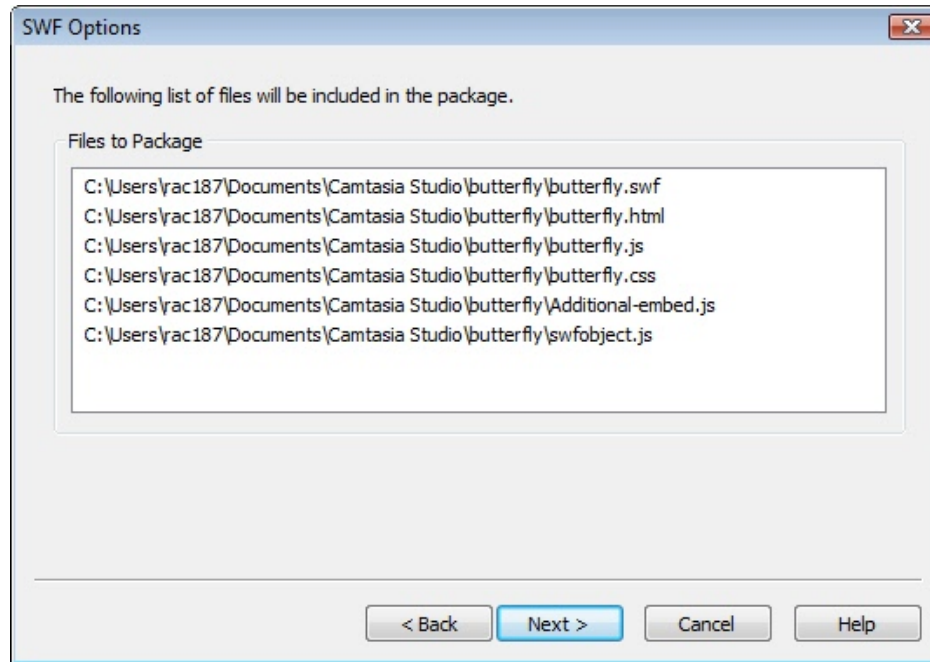 SWF Options
The following list of files will be included in the package.
Files to Package
C:\Users\rac187\Documents\Camtasia Studio\butterfly\butterfly.swf
C:\Users\rac187\Documents\Camtasia Studio\butterfly\butterfly.html
C:\Users\rac187\Documents\Camtasia Studio\butterfly\butterfly.js
C:\Users\rac187\Documents\Camtasia Studio\butterfly\butterfly.css
C:\Users\rac187\Documents\Camtasia Studio\butterfly\Additional-embed.js
C:\Users\rac187\Documents\Camtasia Studio\butterfly\swfobject.js
< Back Next > Cancel Help